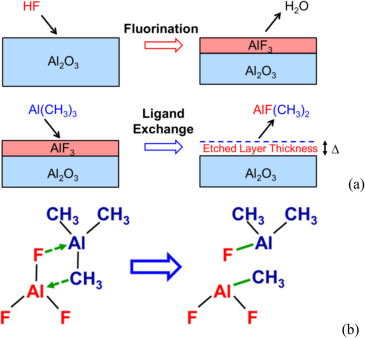 HF
Fluorination
H₂O
Al₂O₃
AlF₃
Al₂O₃
Al(CH₃)₃
Ligand
Exchange
AlF(CH₃)₂
AlF₃
Al₂O₃
Etched Layer Thickness
Δ
Al₂O₃
(a)
CH₃ CH₃
F Al
Al CH₃
F F
CH₃ CH₃
F Al
Al CH₃
F F
(b)